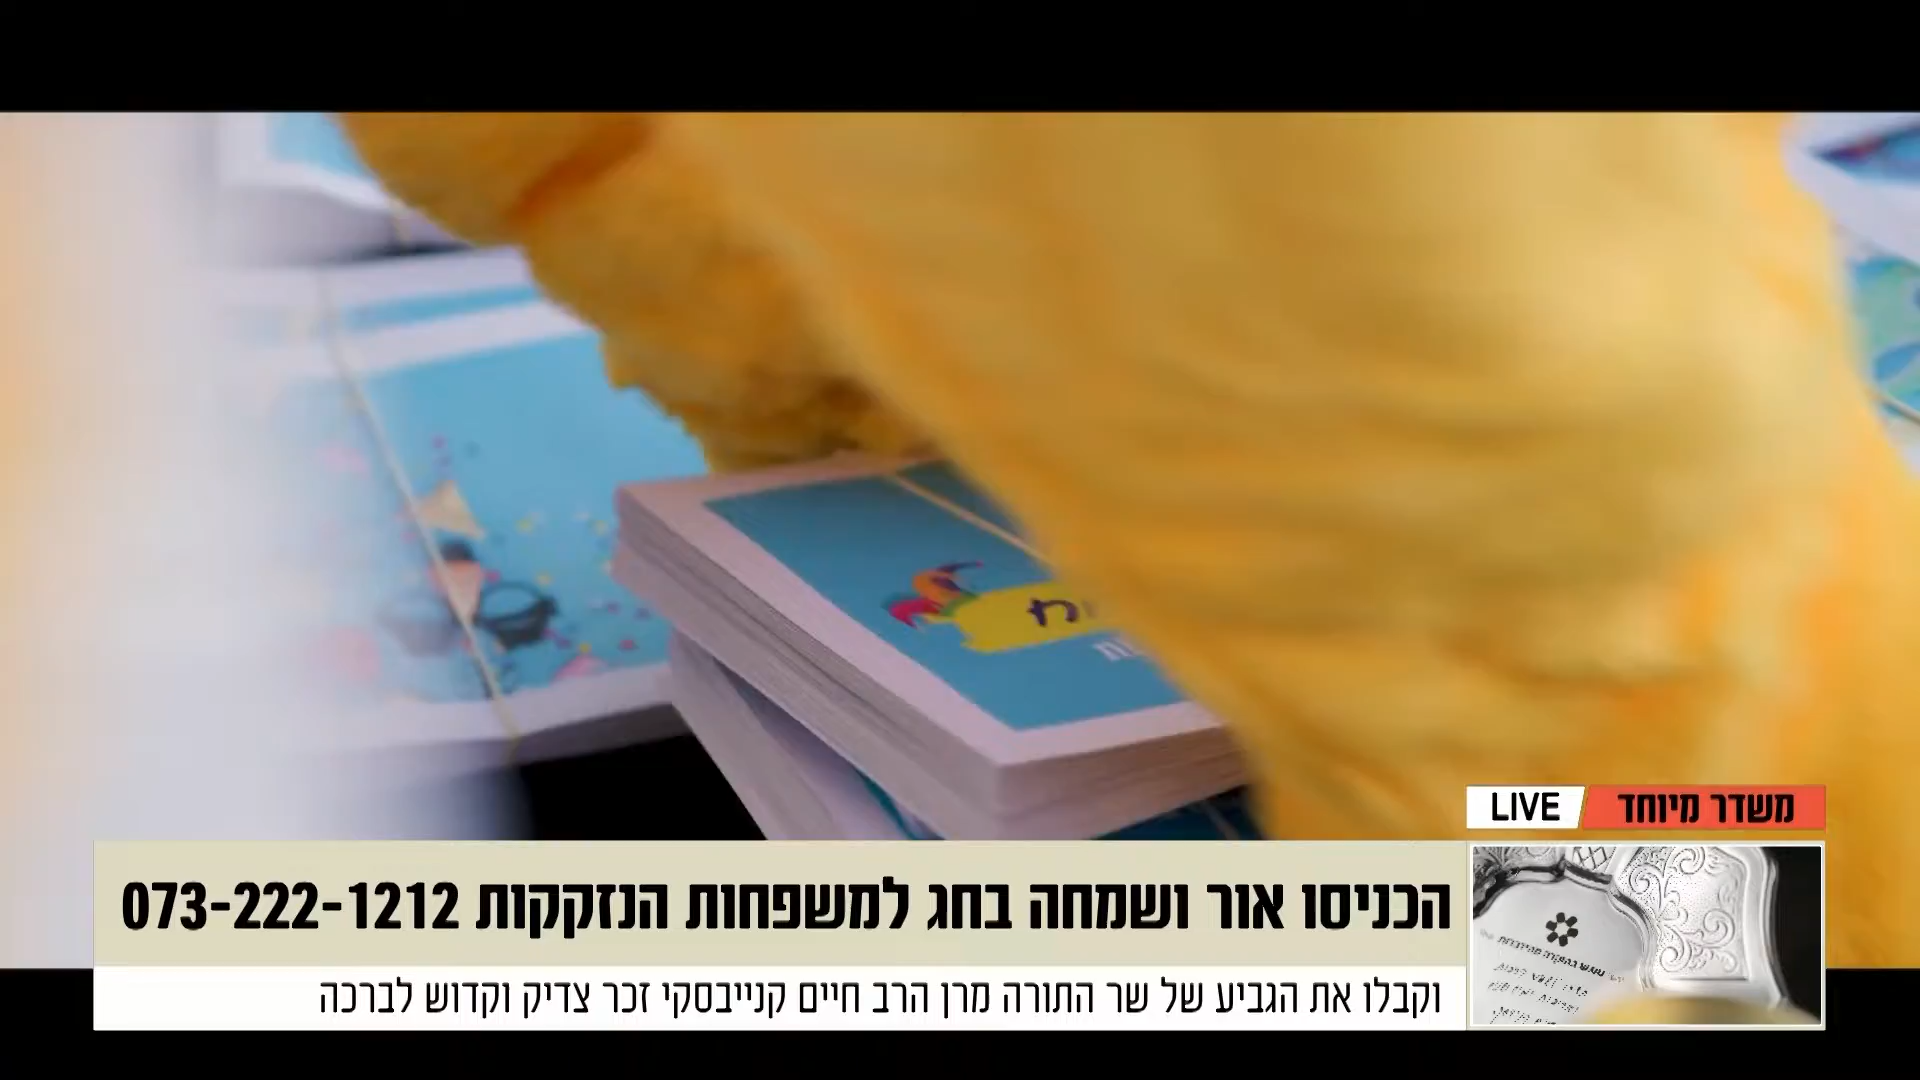 משדר מיוחד LIVE
הכניסו אור ושמחה בחג למשפחות הנזקקות 073-222-1212
וקבלו את הגביע של שר התורה מרן הרב חיים קנייבסקי זכר צדיק וקדוש לברכה